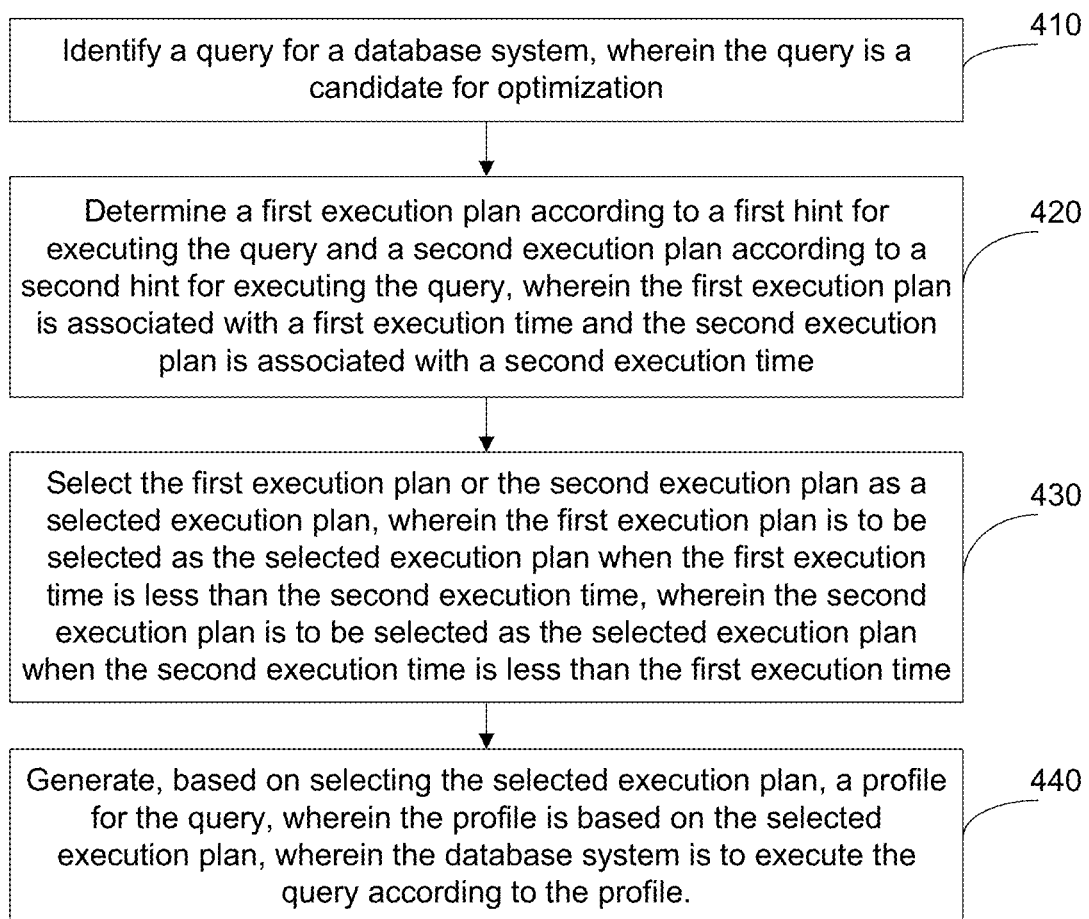 410
Identify a query for a database system, wherein the query is a
candidate for optimization
420
Determine a first execution plan according to a first hint for
executing the query and a second execution plan according to a
second hint for executing the query, wherein the first execution plan
is associated with a first execution time and the second execution
plan is associated with a second execution time
430
Select the first execution plan or the second execution plan as a
selected execution plan, wherein the first execution plan is to be
selected as the selected execution plan when the first execution
time is less than the second execution time, wherein the second
execution plan is to be selected as the selected execution plan
when the second execution time is less than the first execution time
440
Generate, based on selecting the selected execution plan, a profile
for the query, wherein the profile is based on the selected
execution plan, wherein the database system is to execute the
query according to the profile.